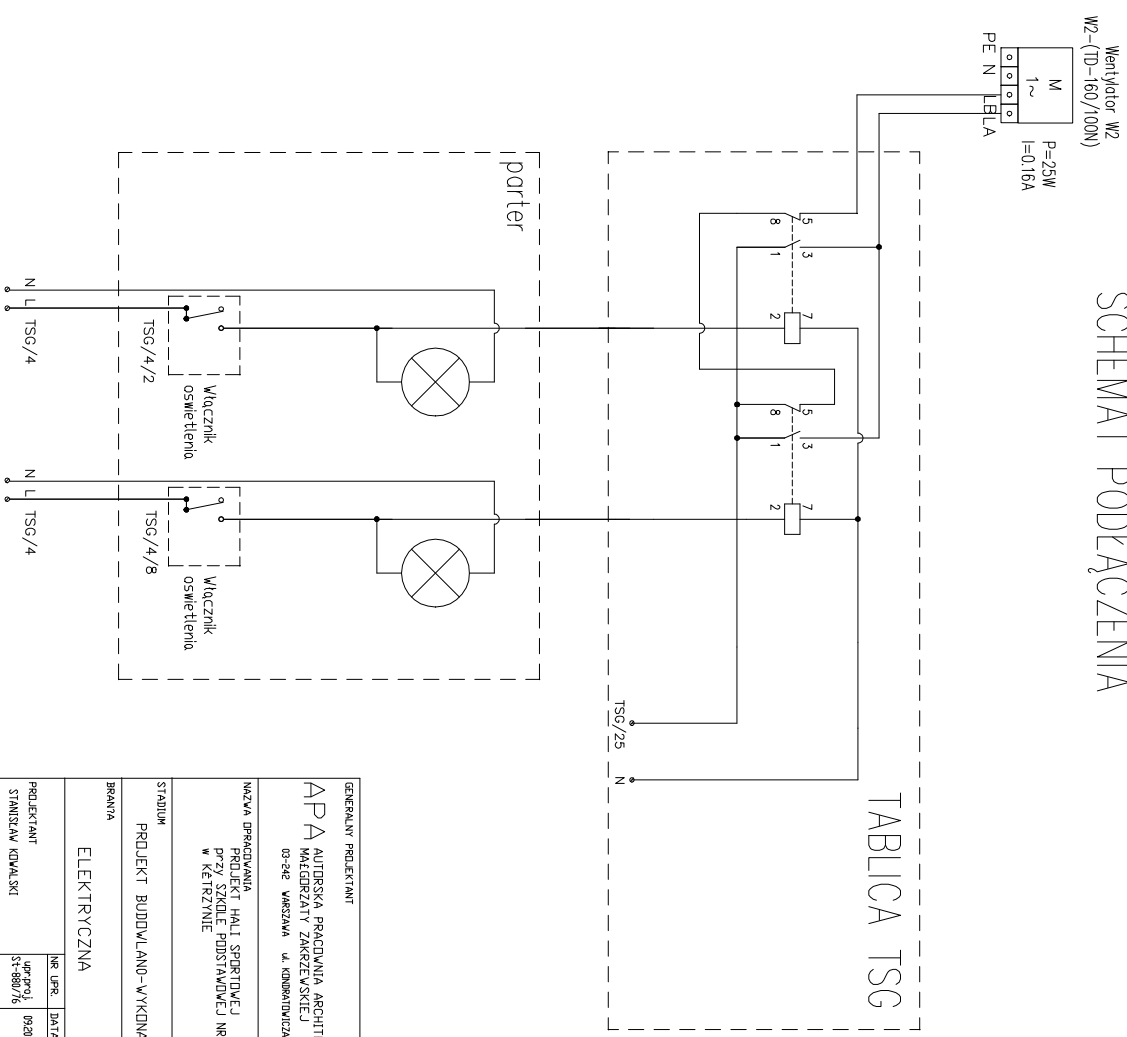 SCHEMAT PODŁĄCZENIA
Wentylator W2
W2-(TD-160/100N)
P=25W
I=0.16A
M
1~
PE N LB LA
TABLICA TSG
5
8
3
1
7
2
5
8
3
1
7
2
TSG/25
N
parter
Włącznik
oswietlenia
TSG/4/2
Włącznik
oswietlenia
TSG/4/8
N
L
TSG/4
N
L
TSG/4
GENERALNY PROJEKTANT
APA
AUTORSKA PRACOWNIA
MAŁGORZATY ZAKRZEWSKIEJ
03-242 WARSZAWA ul. KONDRATOWICZA
NAZWA OPRACOWANIA
PROJEKT HALI SPORTOWEJ
przy SZKOLE PODSTAWOWEJ NR
w KĘTRZYNIE
STADIUM
PROJEKT BUDOWLANO-WYKONA
BRAN?A
ELEKTRYCZNA
NR UPR.
DATA
PROJEKTANT
STANISŁAW KOWALSKI
upr.proj.
St-880/76
09.20